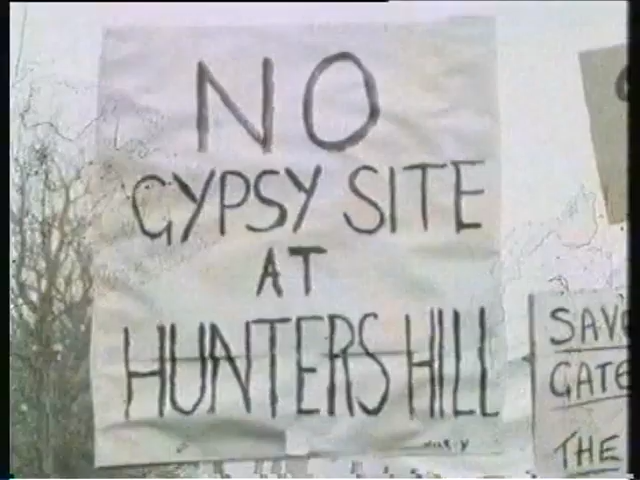 NO
GYPSY SITE
AT
HUNTERS HILL
SAV
GATE
THE